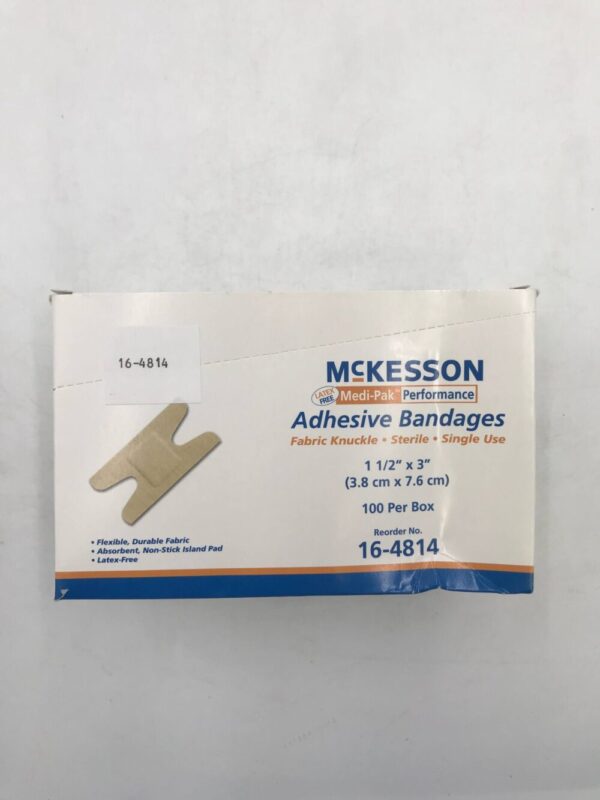 16-4814
McKESSON
LATEX FREE Medi-Pak™ Performance
Adhesive Bandages
Fabric Knuckle • Sterile • Single Use
1 1/2" x 3"
(3.8 cm x 7.6 cm)
100 Per Box
Reorder No.
16-4814
• Flexible, Durable Fabric
• Absorbent, Non-Stick Island Pad
• Latex-Free